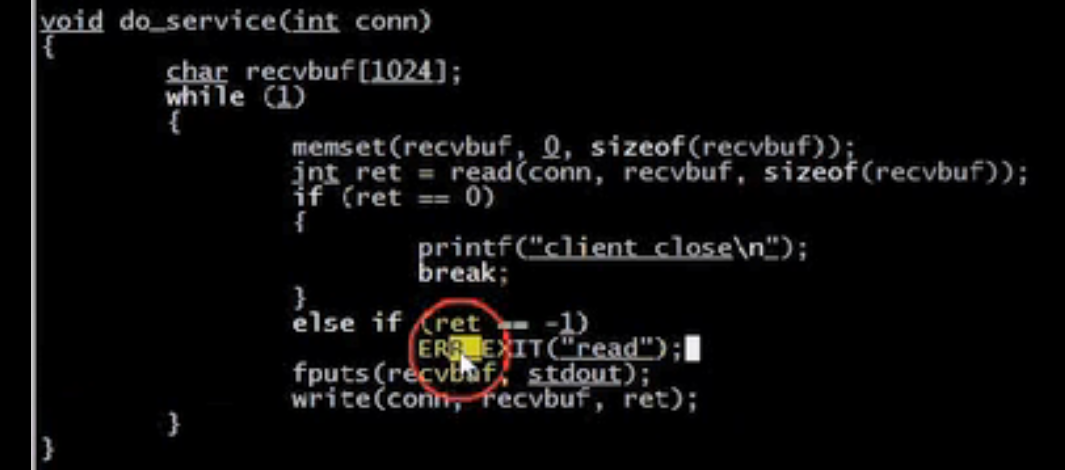 void do_service(int conn)
{
        char recvbuf[1024];
        while (1)
        {
                memset(recvbuf, 0, sizeof(recvbuf));
                int ret = read(conn, recvbuf, sizeof(recvbuf));
                if (ret == 0)
                {
                        printf("client close\n");
                        break;
                }
                else if (ret == -1)
                        ERR_EXIT("read");
                fputs(recvbuf, stdout);
                write(conn, recvbuf, ret);
        }
}